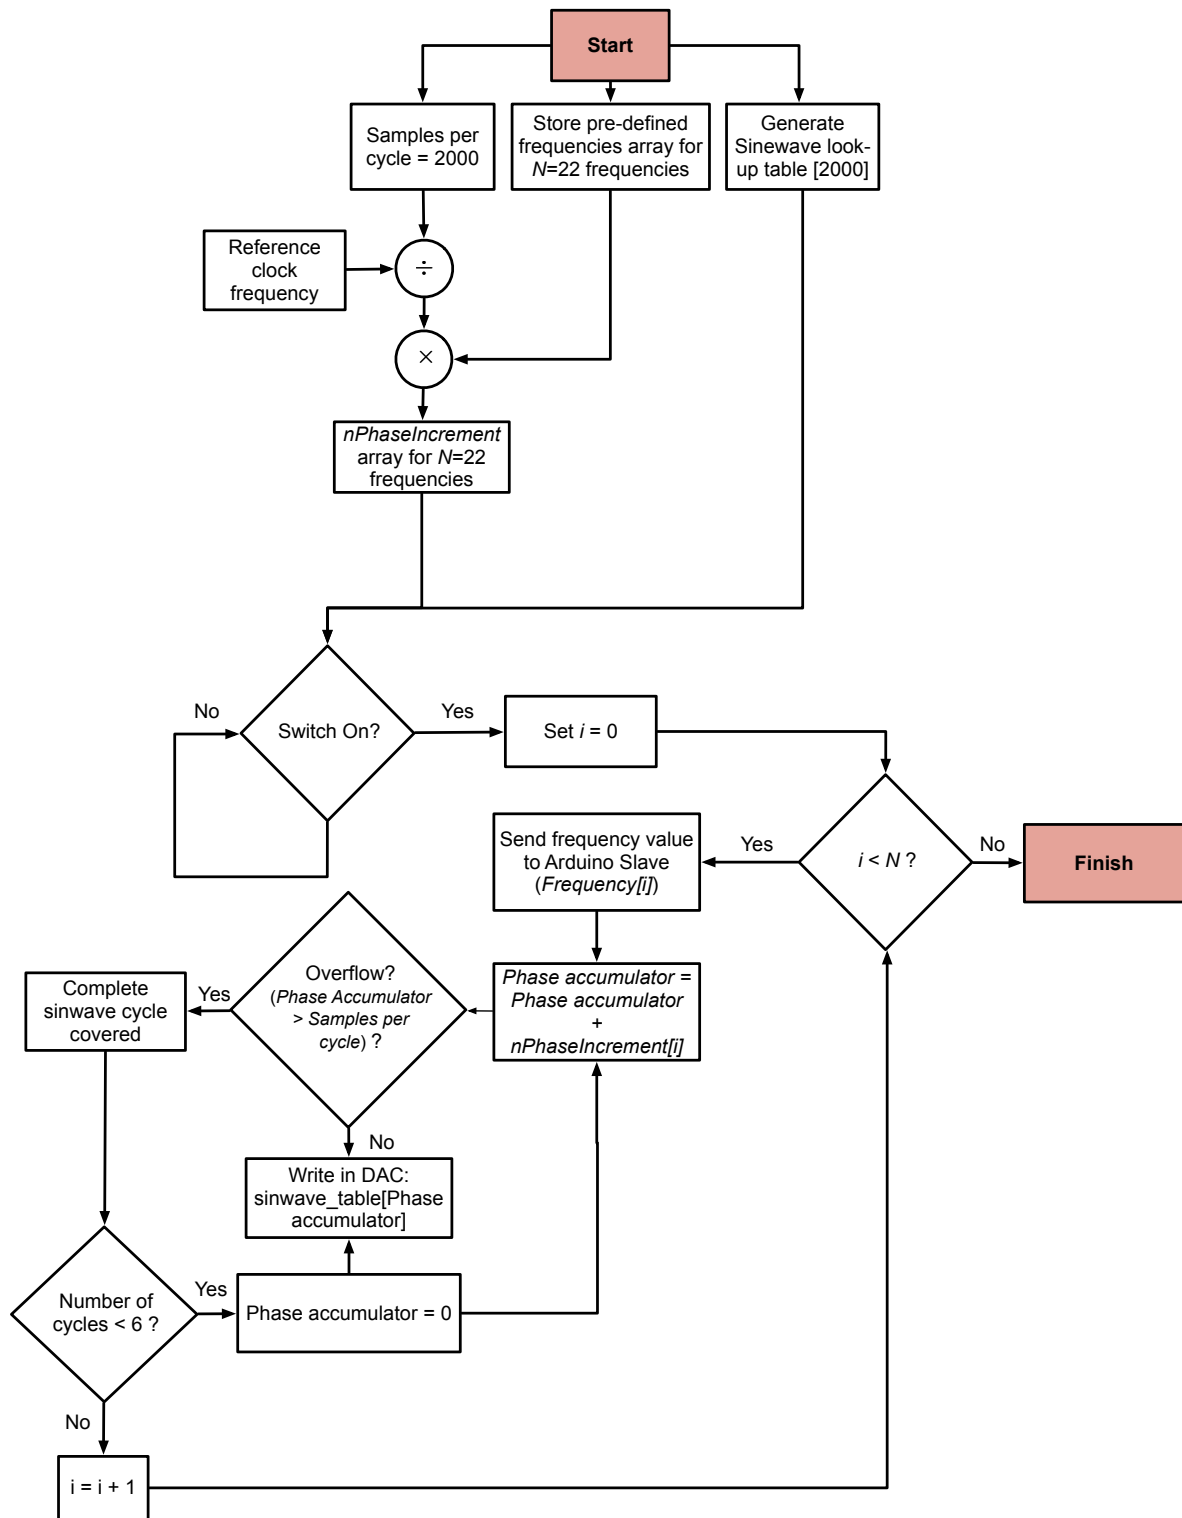 Start
Samples per
cycle = 2000
Store pre-defined
frequencies array for
N=22 frequencies
Generate
Sinewave look-
up table [2000]
Reference
clock
frequency
÷
×
nPhaseIncrement
array for N=22
frequencies
No
Switch On?
Yes
Set i = 0
Send frequency value
to Arduino Slave
(Frequency[i])
Yes
i < N ?
No
Finish
Complete
sinwave cycle
covered
Yes
Overflow?
(Phase Accumulator
> Samples per
cycle) ?
Phase accumulator =
Phase accumulator
+
nPhaseIncrement[i]
No
Write in DAC:
sinwave_table[Phase
accumulator]
Number of
cycles < 6 ?
Yes
Phase accumulator = 0
No
i = i + 1